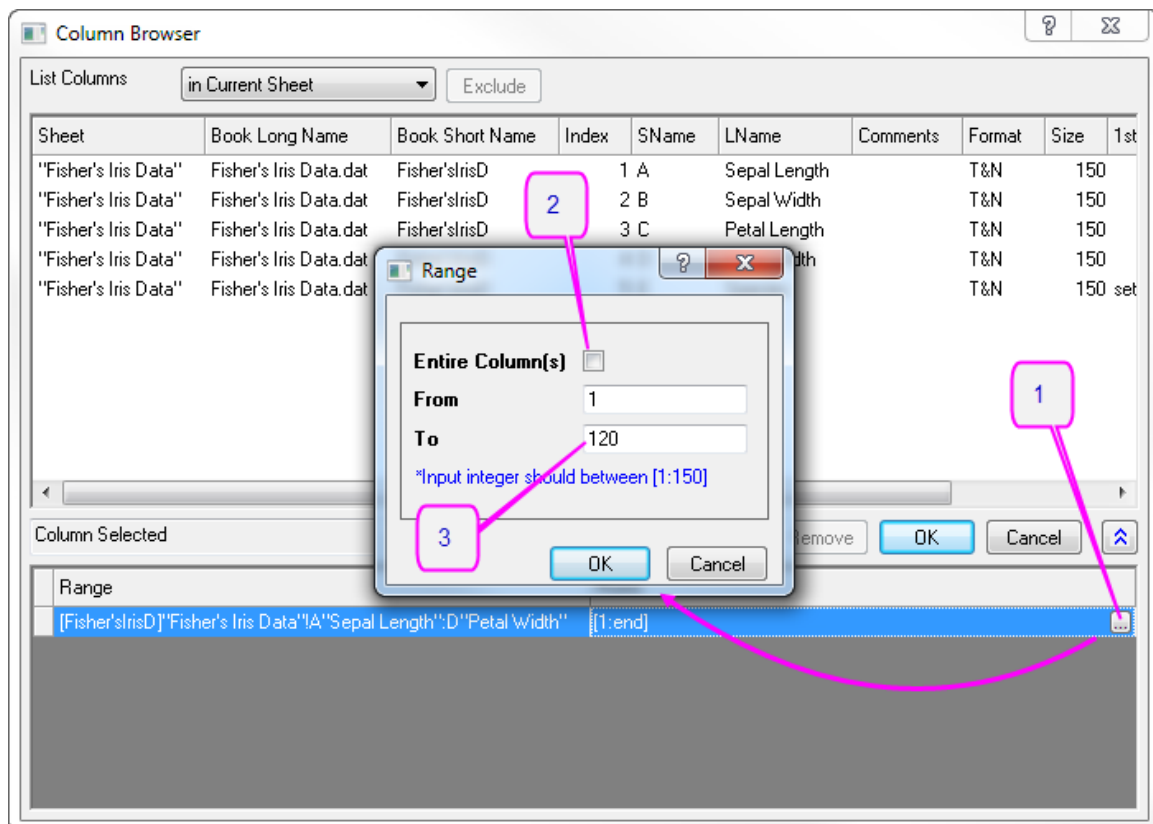 Column Browser
List Columns in Current Sheet Exclude
Sheet Book Long Name Book Short Name Index SName LName Comments Format Size 1st
"Fisher's Iris Data" Fisher's Iris Data.dat Fisher'sIrisD 1 A Sepal Length T&N 150
"Fisher's Iris Data" Fisher's Iris Data.dat Fisher'sIrisD 2 B Sepal Width T&N 150
"Fisher's Iris Data" Fisher's Iris Data.dat Fisher'sIrisD 3 C Petal Length T&N 150
"Fisher's Iris Data" Fisher's Iris Data.dat T&N 150
"Fisher's Iris Data" Fisher's Iris Data.dat T&N 150 set
2
1
Range
Entire Column(s)
From 1
To 120
*Input integer should between [1:150]
3
OK Cancel
Column Selected Remove OK Cancel
Range
[Fisher'sIrisD]"Fisher's Iris Data"!A"Sepal Length":D"Petal Width" [1:end]
...